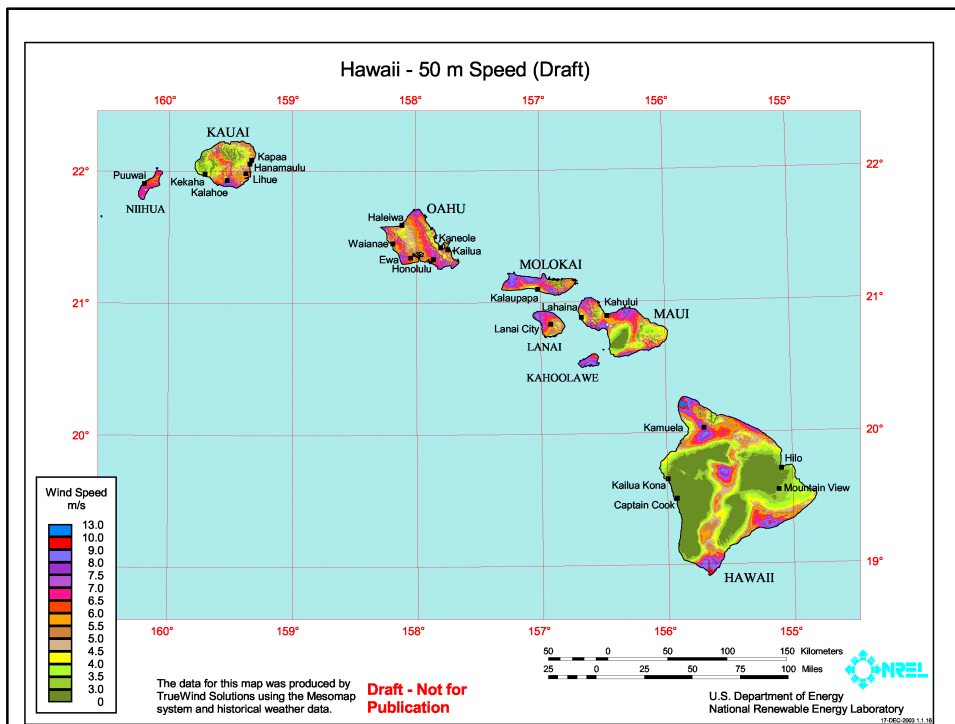 Hawaii - 50 m Speed (Draft)
160° 159° 158° 157° 156° 155°
KAUAI
Kapaa
22° 22°
Hanamaulu
Puuwai
Kekaha
Lihue
Kalahoe
NIIHUA
OAHU
Haleiwa
Kaneole
Waianae
Kailua
Ewa
Honolulu
MOLOKAI
Kalaupapa
21° 21°
Lahaina
Kahului
MAUI
Lanai City
LANAI
KAHOOLAWE
20° 20°
Kamuela
Hilo
Kailua Kona
Mountain View
Captain Cook
19°
HAWAII
Wind Speed
m/s
13.0
10.0
9.0
8.0
7.5
7.0
6.5
6.0
5.5
5.0
4.5
4.0
3.5
3.0
0
160° 159° 158° 157° 156° 155°
50 0 50 100 150 Kilometers
25 0 25 50 75 100 Miles
The data for this map was produced by
TrueWind Solutions using the Mesomap
system and historical weather data.
Draft - Not for
Publication
NREL
U.S. Department of Energy
National Renewable Energy Laboratory
17-DEC-2003 1.1.16